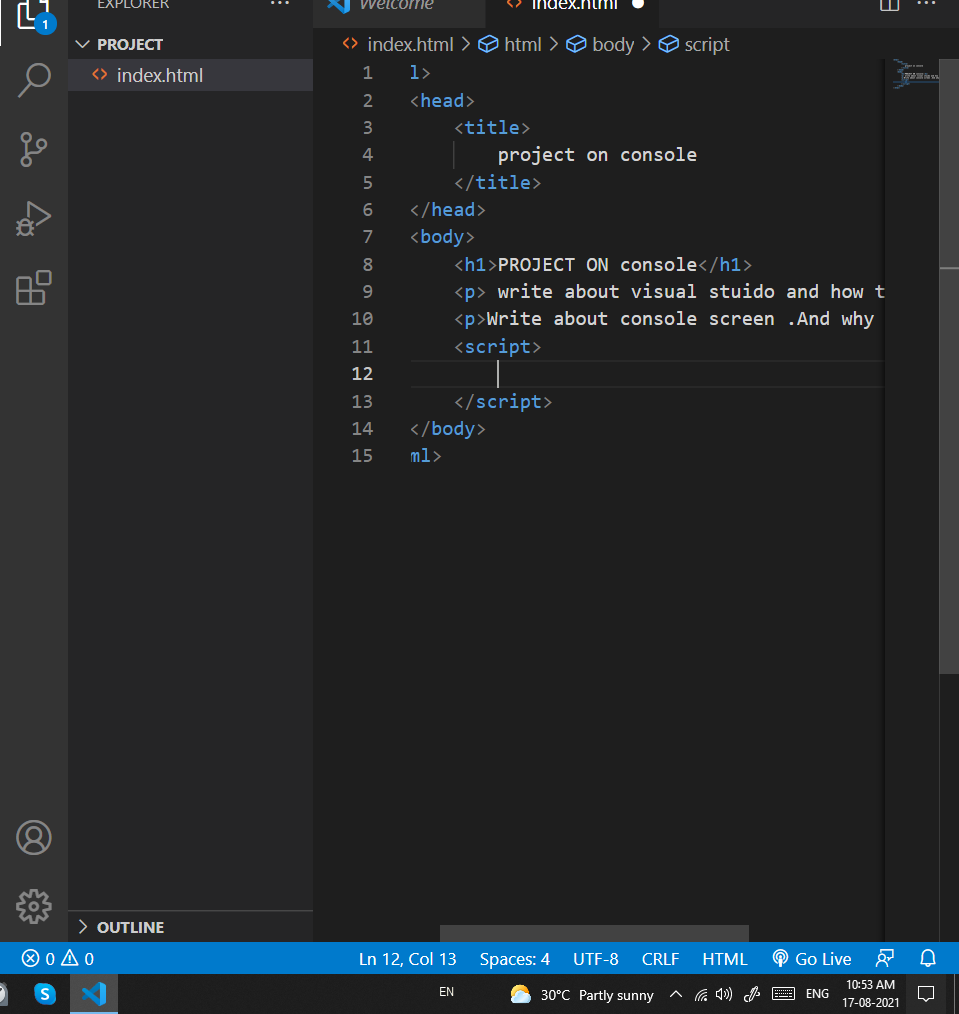 EXPLORER
Welcome
index.html
1
PROJECT
index.html
index.html > html > body > script
1 l>
2 <head>
3 <title>
4 project on console
5 </title>
6 </head>
7 <body>
8 <h1>PROJECT ON console</h1>
9 <p> write about visual stuido and how t
10 <p>Write about console screen .And why
11 <script>
12
13 </script>
14 </body>
15 ml>
OUTLINE
0 0 Ln 12, Col 13 Spaces: 4 UTF-8 CRLF HTML Go Live
S EN 30°C Partly sunny ENG 10:53 AM
17-08-2021